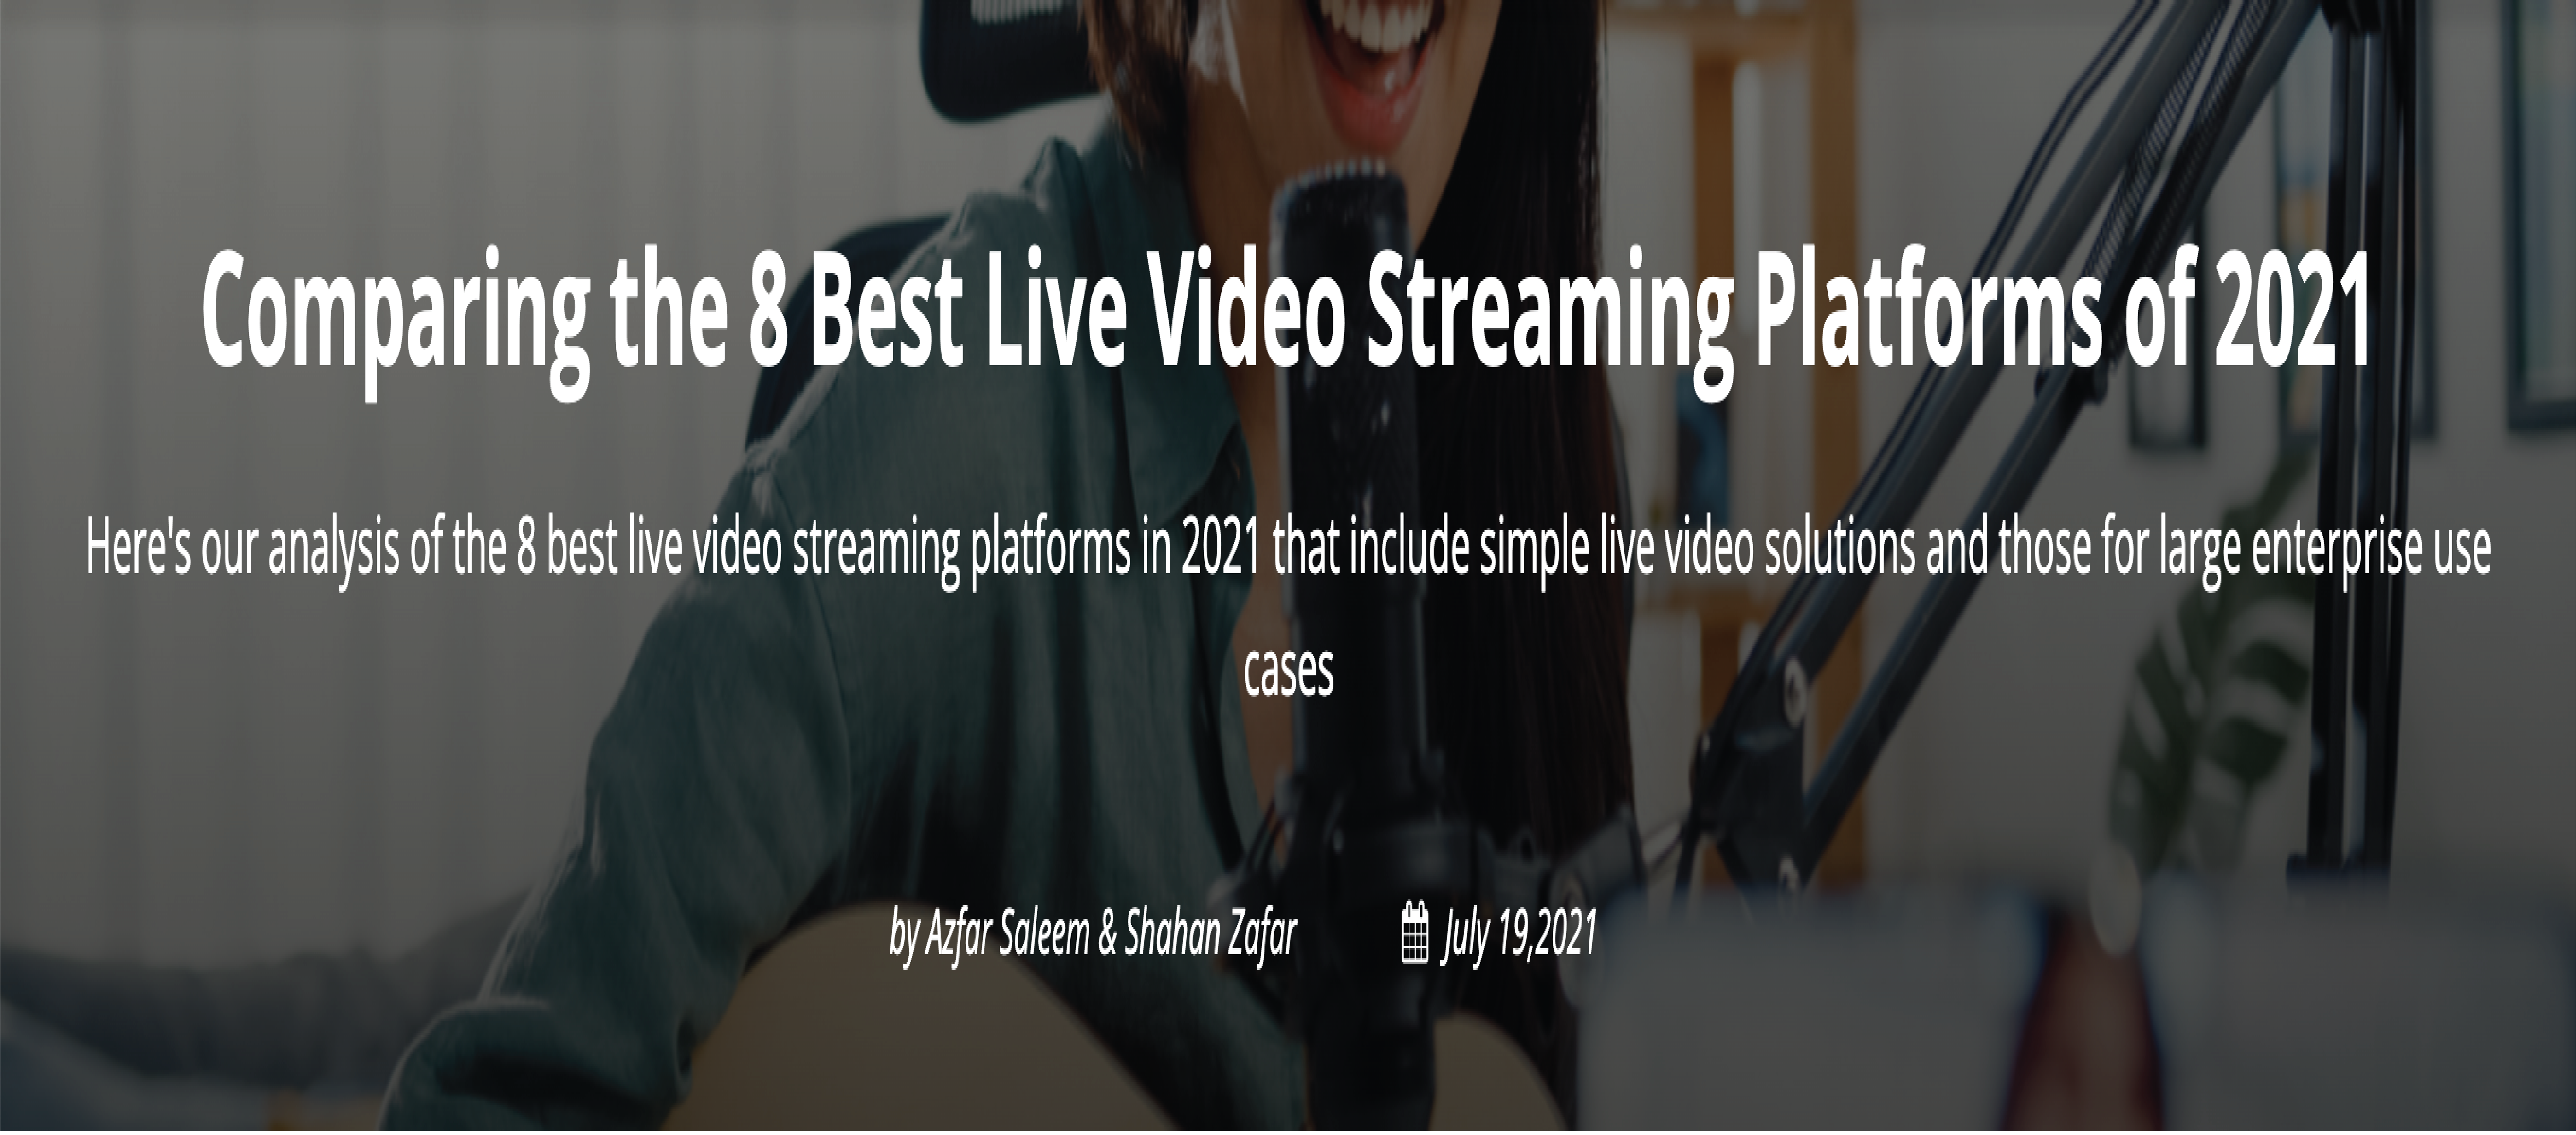 Comparing the 8 Best Live Video Streaming Platforms of 2021
Here's our analysis of the 8 best live video streaming platforms in 2021 that include simple live video solutions and those for large enterprise use
cases
by Azfar Saleem & Shahan Zafar July 19,2021